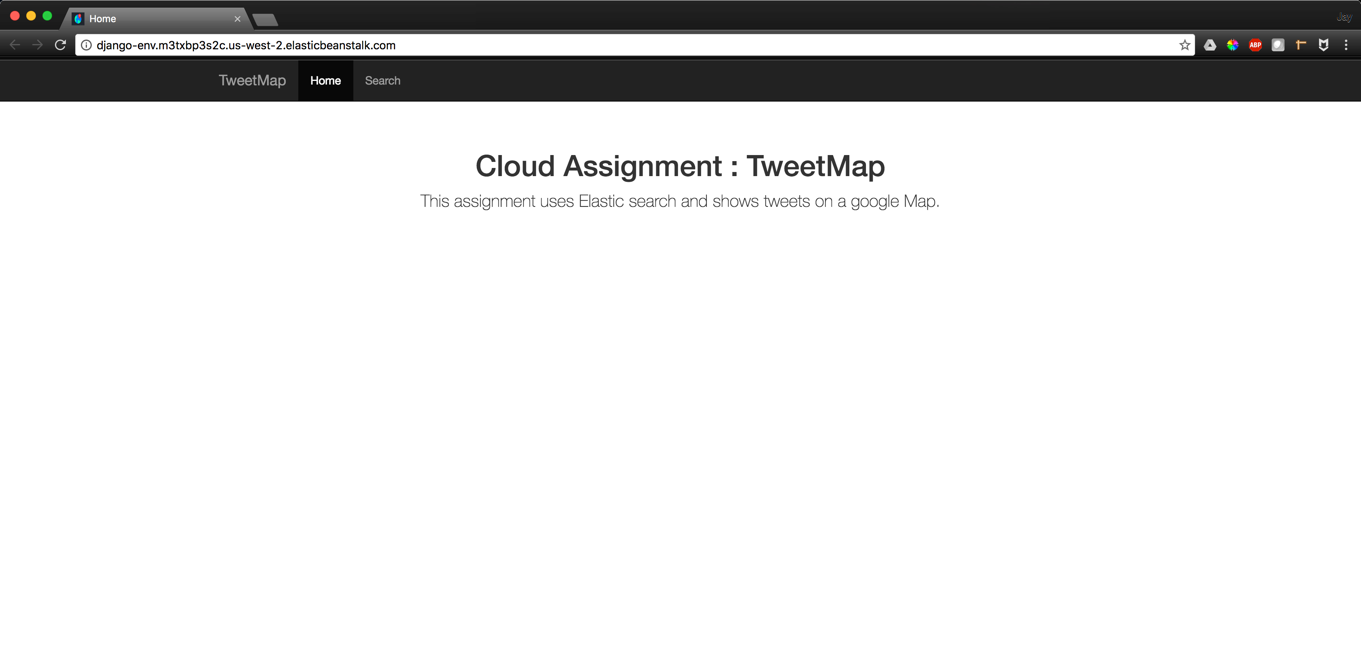 Home
Jay
django-env.m3txbp3s2c.us-west-2.elasticbeanstalk.com
ABP
TweetMap Home Search
Cloud Assignment : TweetMap
This assignment uses Elastic search and shows tweets on a google Map.